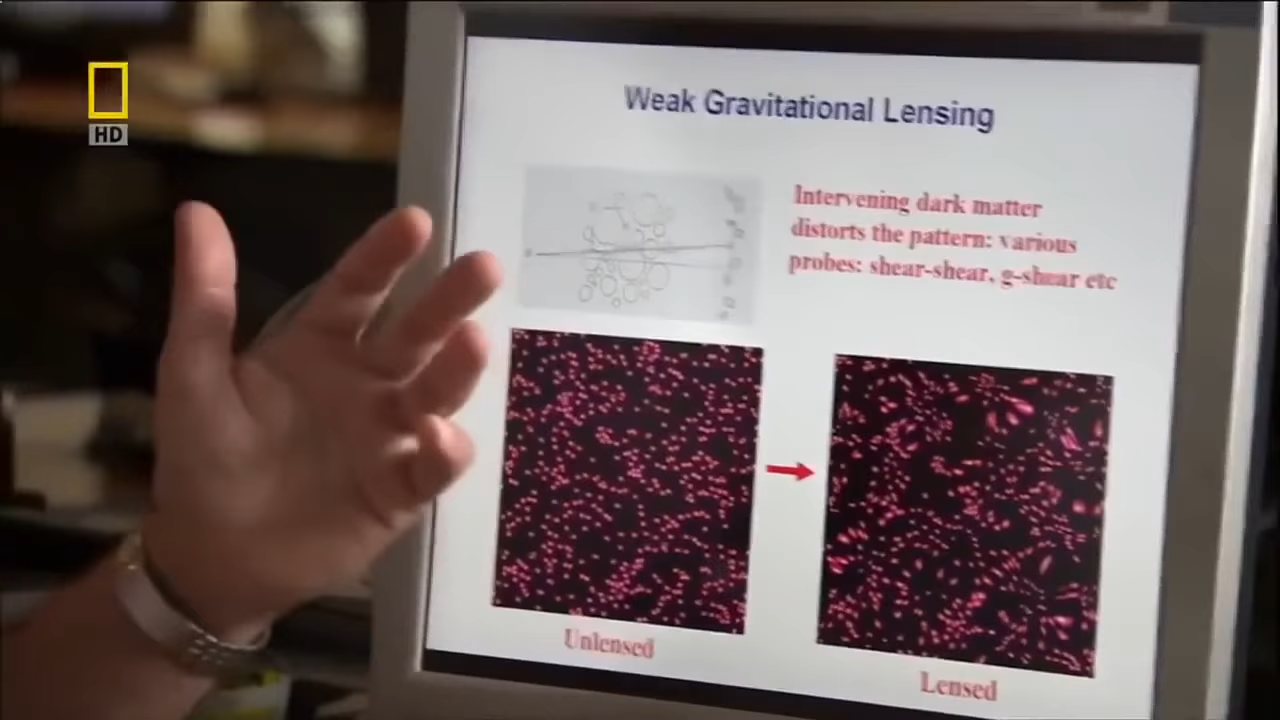 HD
Weak Gravitational Lensing
Intervening dark matter
distorts the pattern: various
probes: shear-shear, g-shear etc
Unlensed
Lensed